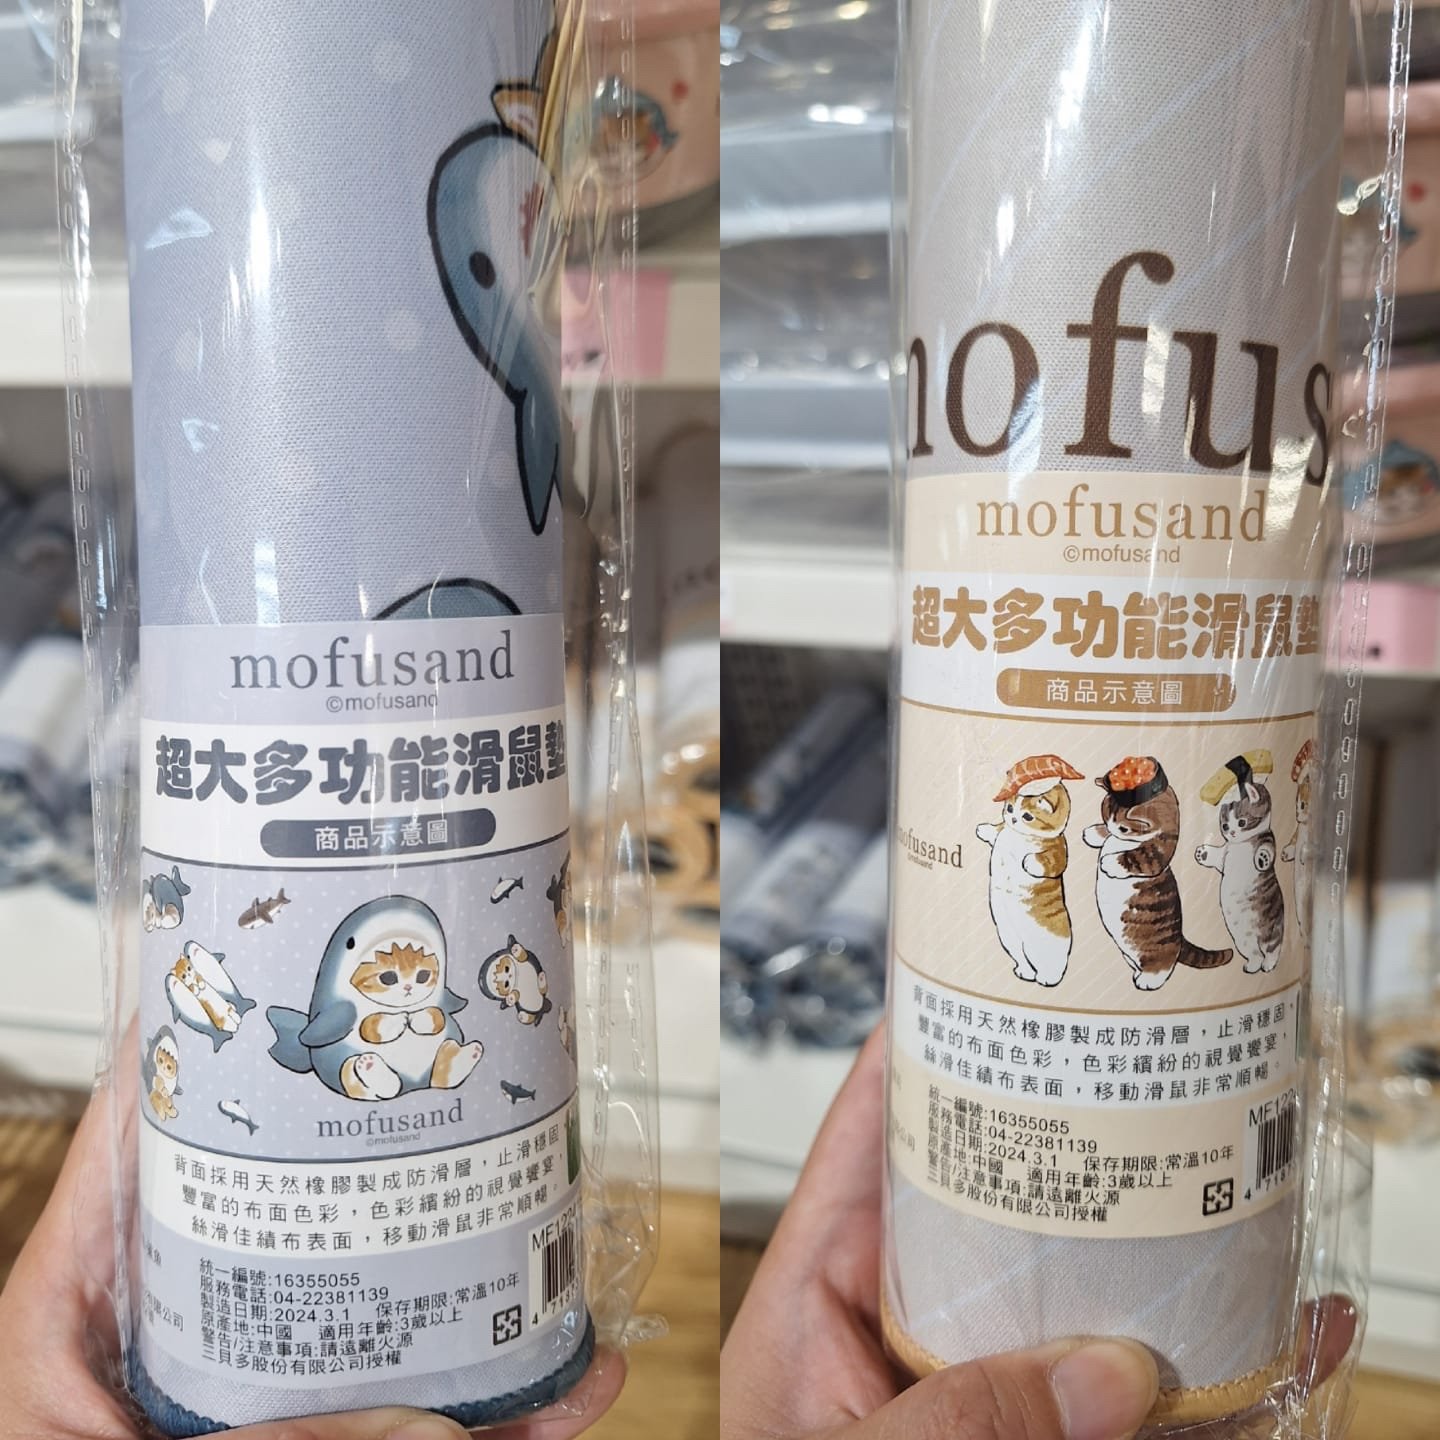 mofusand
©mofusand
超大多功能滑鼠墊
商品示意圖
mofusand
©mofusand
背面採用天然橡膠製成防滑層，止滑穩固，
豐富的布面色彩，色彩繽紛的視覺饗宴，
絲滑佳績布表面，移動滑鼠非常順暢。
統一編號:16355055
服務電話:04-22381139
製造日期:2024.3.1 保存期限:常溫10年
原產地:中國 適用年齡:3歲以上
警告/注意事項:請遠離火源
三貝多股份有限公司授權
MF1224
4 718
公司
mofus
mofusand
©mofusand
超大多功能滑鼠墊
商品示意圖
mofusand
©mofusand
背面採用天然橡膠製成防滑層，止滑穩固，
豐富的布面色彩，色彩繽紛的視覺饗宴，
絲滑佳績布表面，移動滑鼠非常順暢。
統一編號:16355055
服務電話:04-22381139
製造日期:2024.3.1 保存期限:常溫10年
原產地:中國 適用年齡:3歲以上
警告/注意事項:請遠離火源
三貝多股份有限公司授權
MF122
4 718